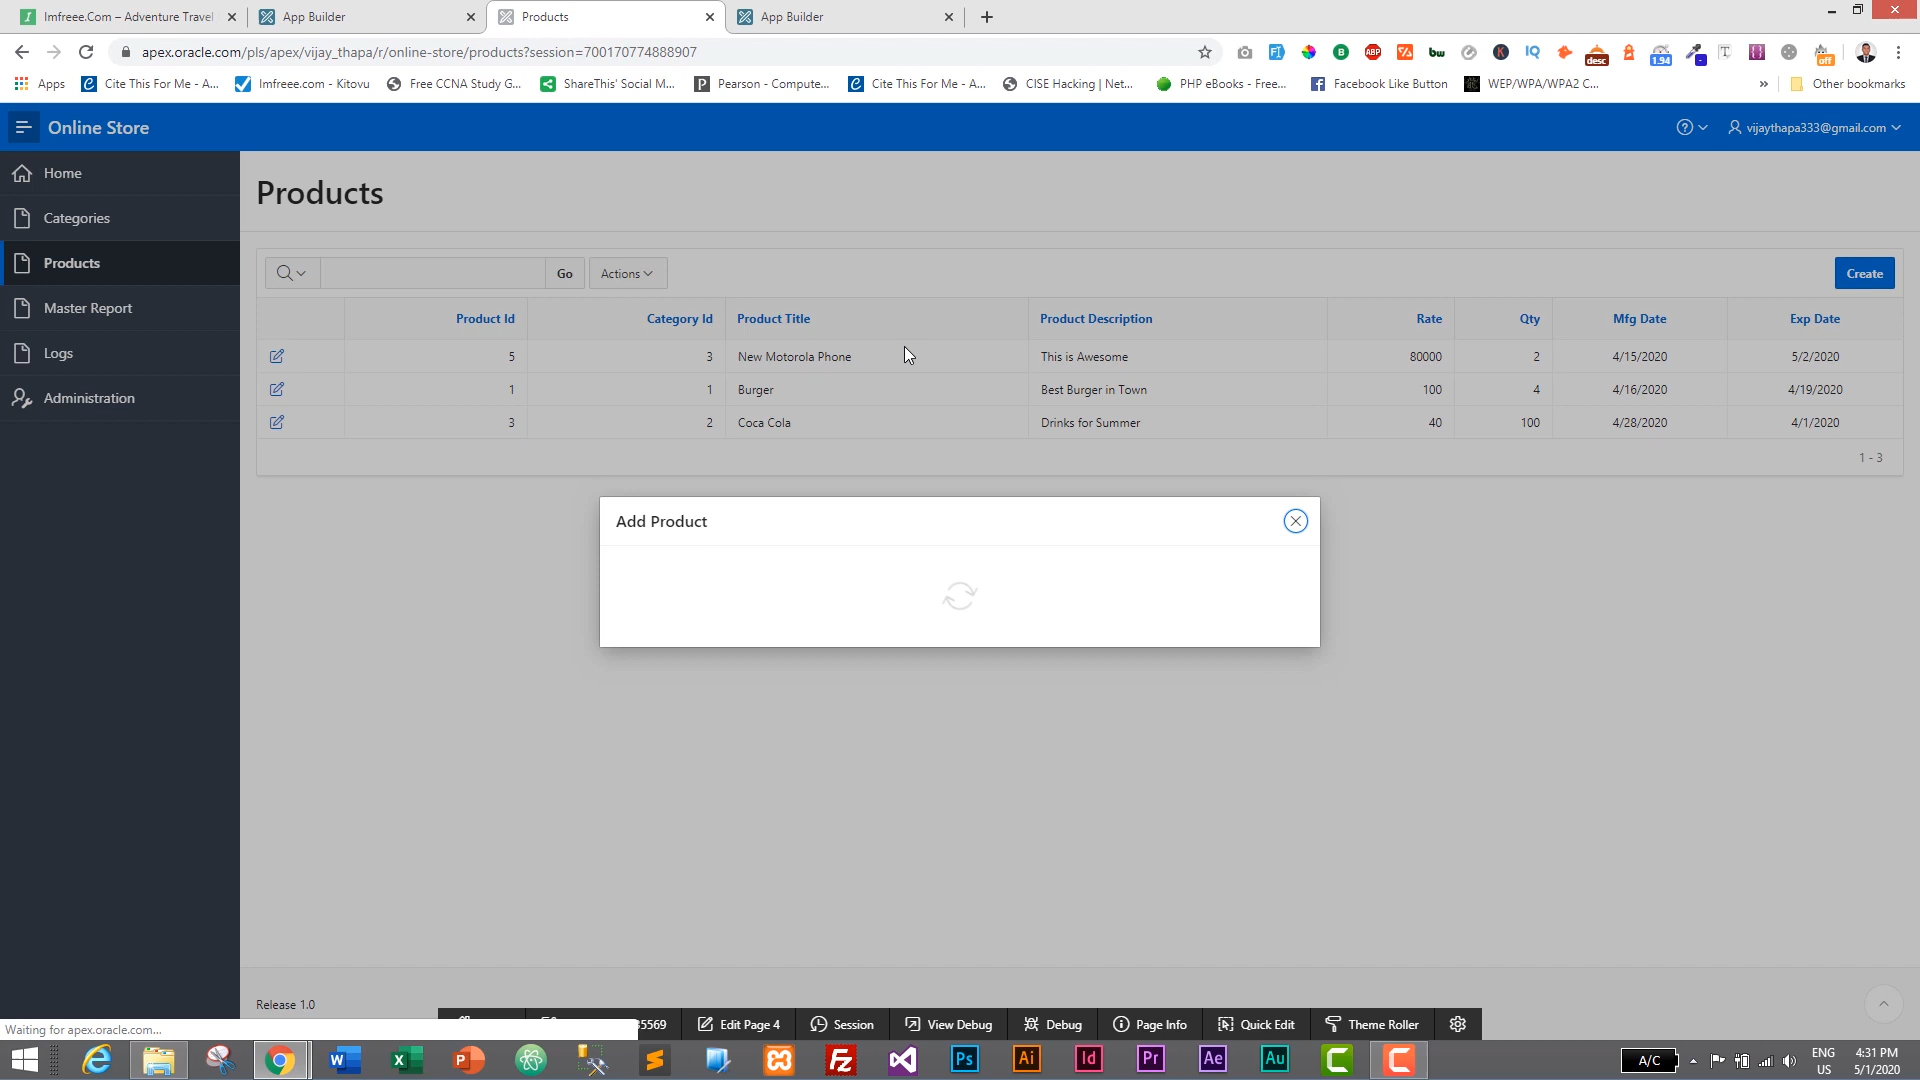 Imfreee.Com – Adventure Travel
App Builder
Products
App Builder
apex.oracle.com/pls/apex/vijay_thapa/r/online-store/products?session=700170774888907
Apps
Cite This For Me - A...
Imfreee.com - Kitovu
Free CCNA Study G...
ShareThis' Social M...
Pearson - Compute...
Cite This For Me - A...
CISE Hacking | Net...
PHP eBooks - Free...
Facebook Like Button
WEP/WPA/WPA2 C...
»
Other bookmarks
Online Store
vijaythapa333@gmail.com
Home
Categories
Products
Master Report
Logs
Administration
Products
Go
Actions
Create
Product Id Category Id Product Title Product Description Rate Qty Mfg Date Exp Date
5 3 New Motorola Phone This is Awesome 80000 2 4/15/2020 5/2/2020
1 1 Burger Best Burger in Town 100 4 4/16/2020 4/19/2020
3 2 Coca Cola Drinks for Summer 40 100 4/28/2020 4/1/2020
1 - 3
Add Product
Release 1.0
Waiting for apex.oracle.com...
35569
Edit Page 4
Session
View Debug
Debug
Page Info
Quick Edit
Theme Roller
A/C
ENG
US
4:31 PM
5/1/2020